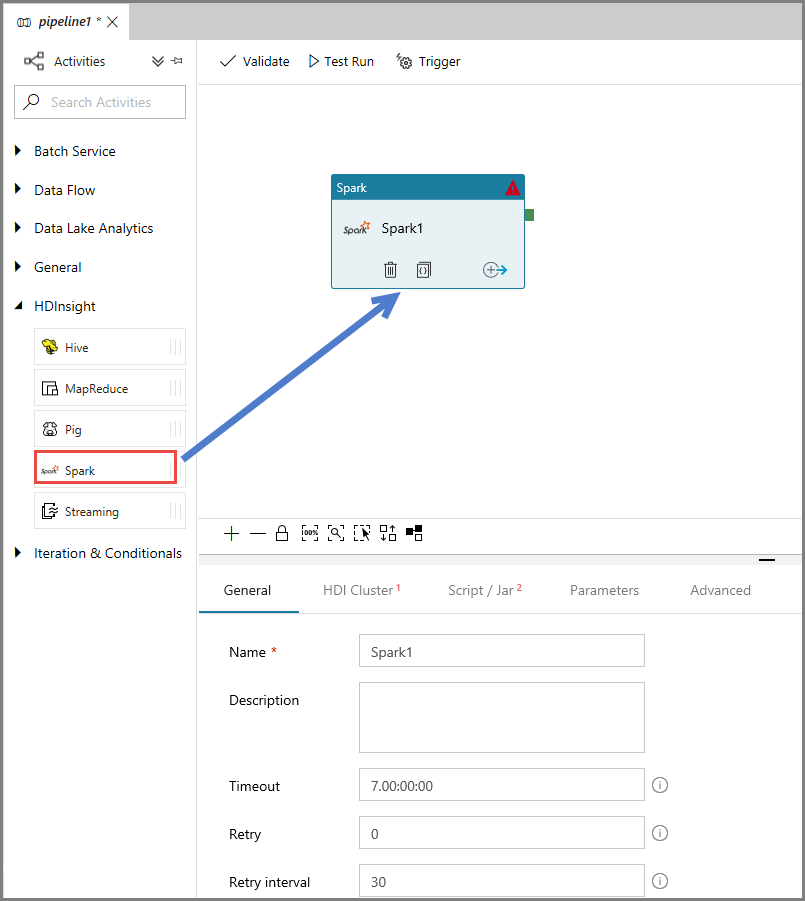 pipeline1 *
Activities
Search Activities
Batch Service
Data Flow
Data Lake Analytics
General
HDInsight
Hive
MapReduce
Pig
Spark Spark
Streaming
Iteration & Conditionals
Validate Test Run Trigger
Spark
Spark Spark1
100%
General HDI Cluster 1 Script / Jar 2 Parameters Advanced
Name * Spark1
Description
Timeout 7.00:00:00
Retry 0
Retry interval 30